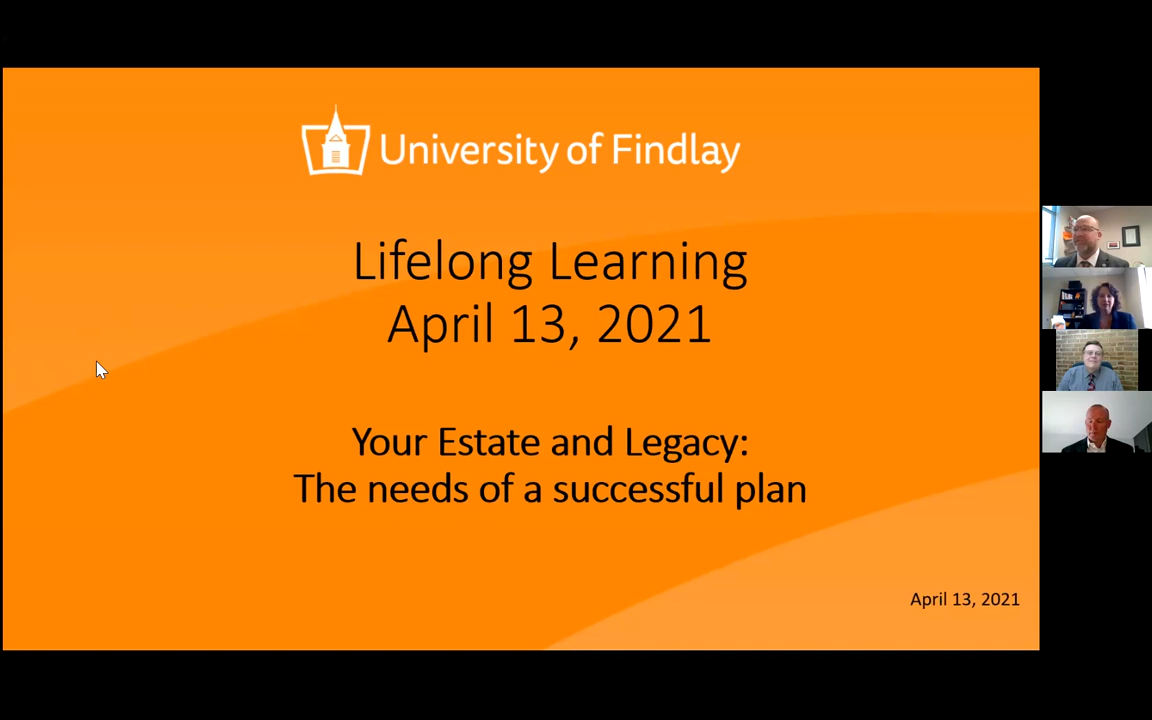 University of Findlay
Lifelong Learning
April 13, 2021
Your Estate and Legacy:
The needs of a successful plan
April 13, 2021